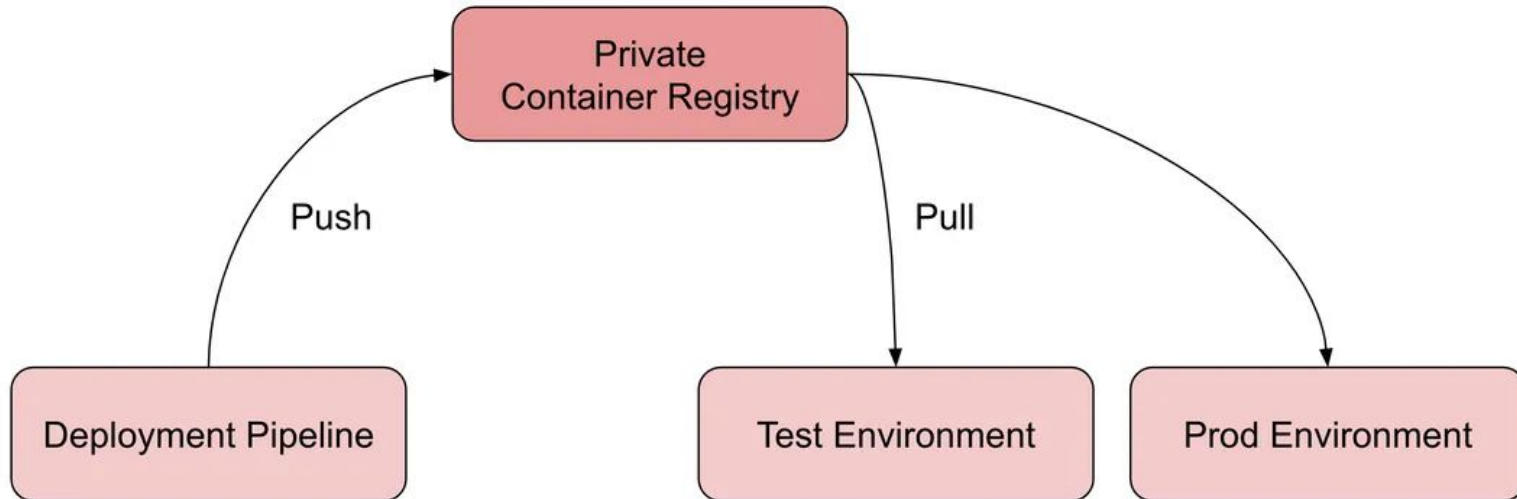 Private
Container Registry
Push
Pull
Deployment Pipeline
Test Environment
Prod Environment